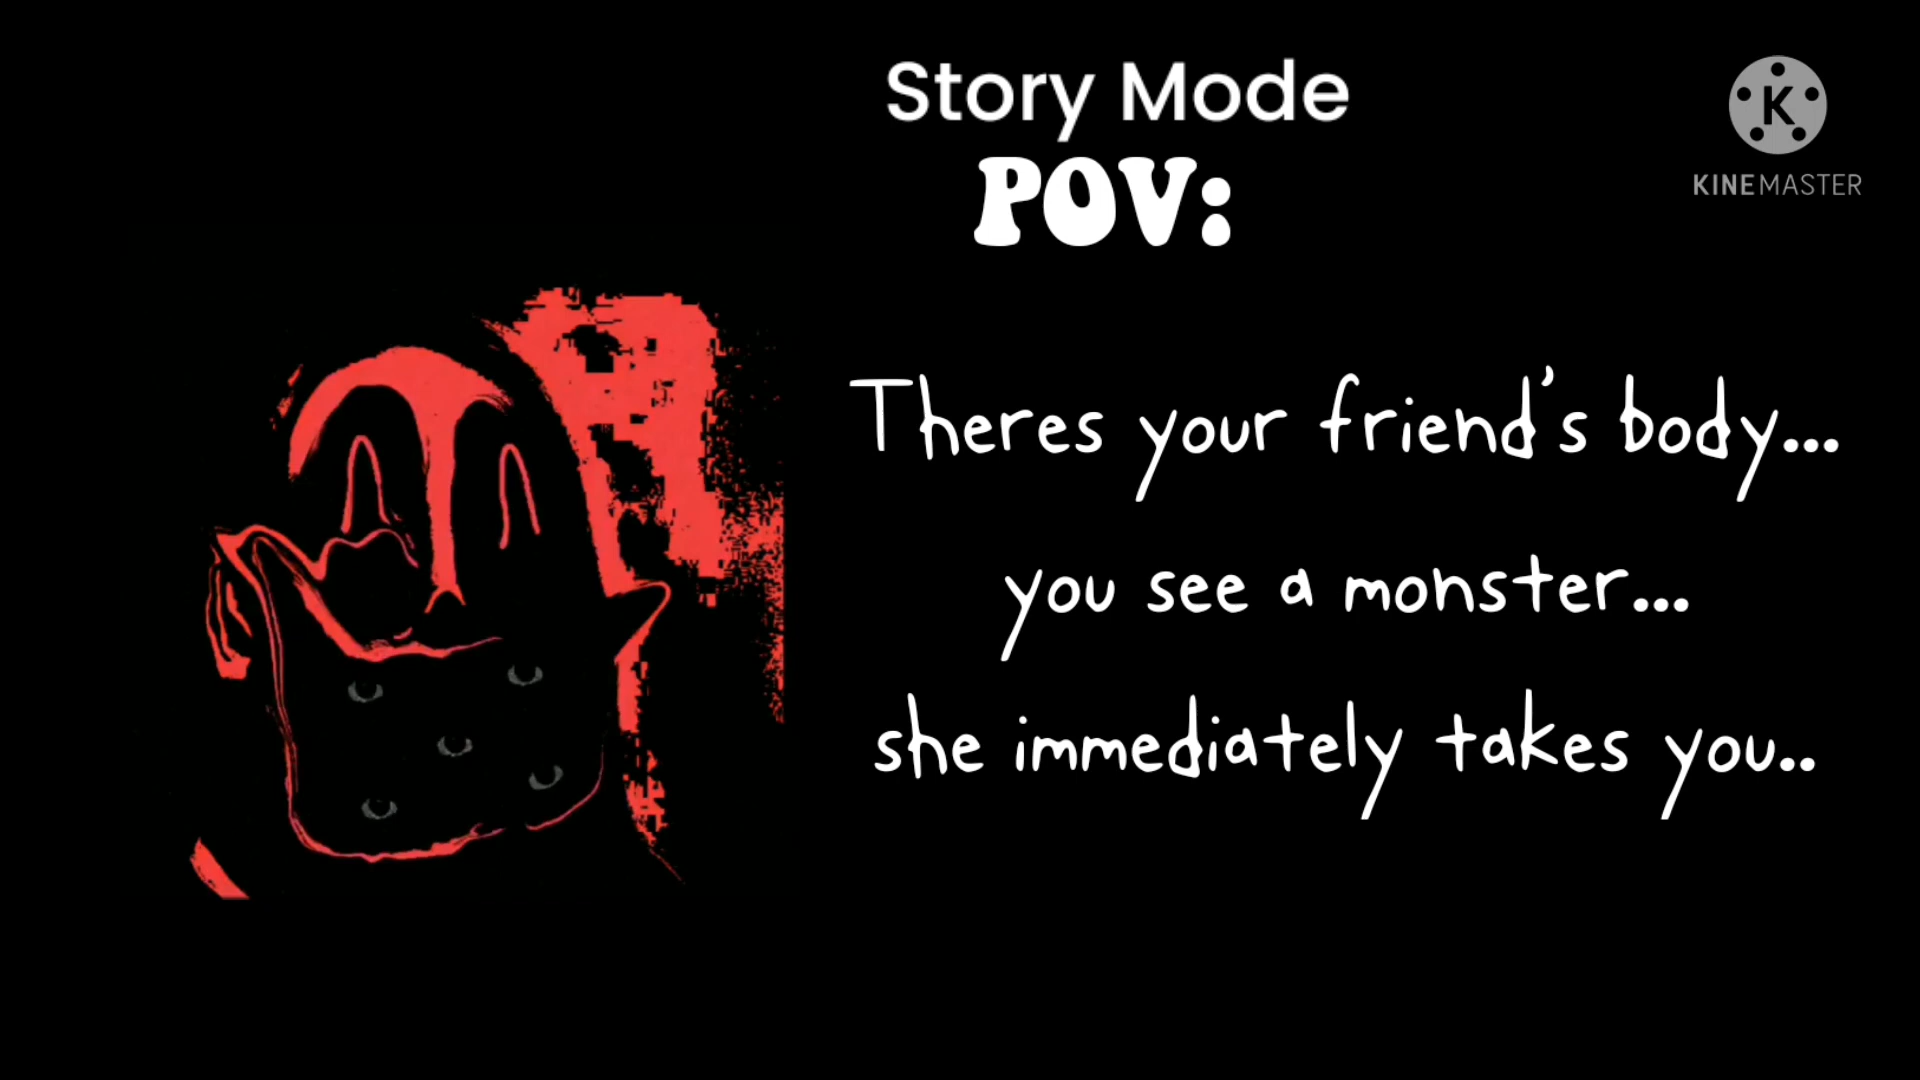 Story Mode
POV:
KINEMASTER
Theres your friend's body...
you see a monster...
she immediately takes you..